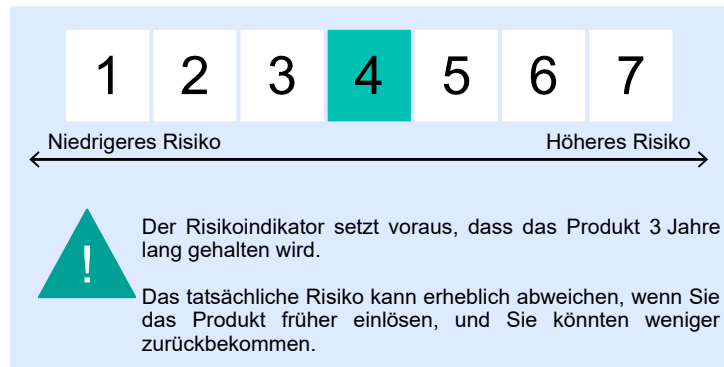 1 2 3 4 5 6 7
Niedrigeres Risiko Höheres Risiko
Der Risikoindikator setzt voraus, dass das Produkt 3 Jahre
lang gehalten wird.
!
Das tatsächliche Risiko kann erheblich abweichen, wenn Sie
das Produkt früher einlösen, und Sie könnten weniger
zurückbekommen.